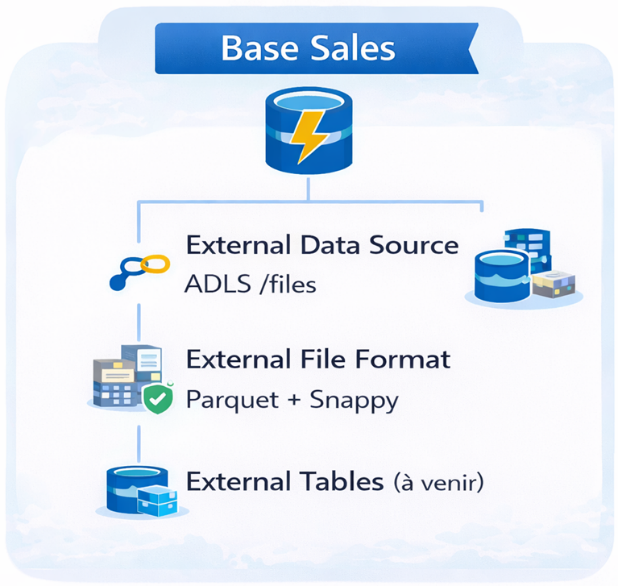 Base Sales
External Data Source
ADLS /files
External File Format
Parquet + Snappy
External Tables (à venir)